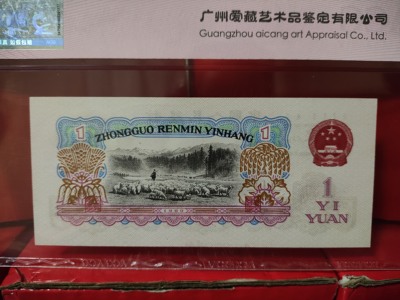 广州爱藏艺术品鉴定有限公司
Guangzhou aicang art Appraisal Co., Ltd
1
ZHONGGUO RENMIN YINHANG
1
1
YI
YUAN